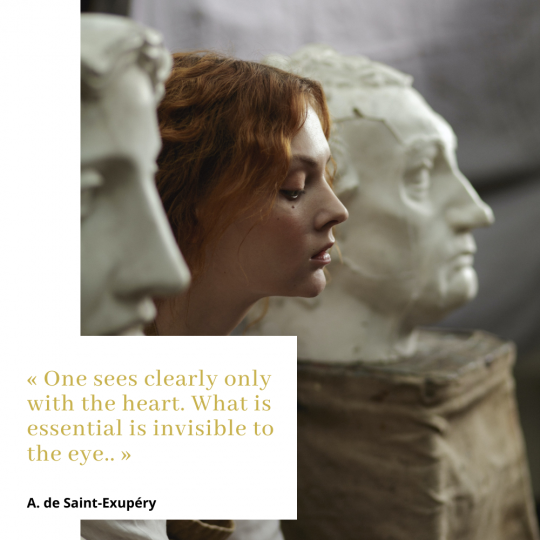 « One sees clearly only
with the heart. What is
essential is invisible to
the eye.. »
A. de Saint-Exupéry